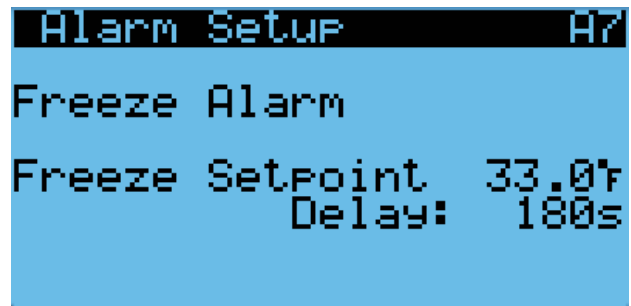 Alarm Setup A7
Freeze Alarm
Freeze Setpoint 33.0°F
Delay: 180s